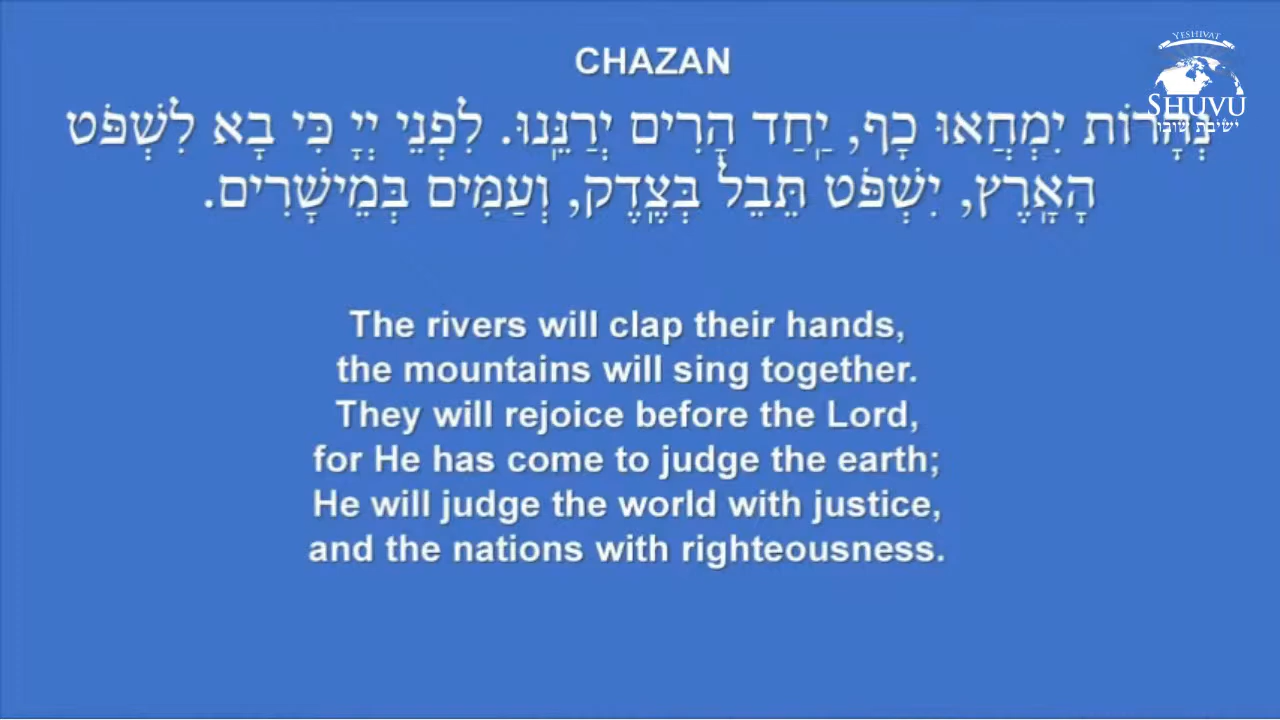 CHAZAN
YESHIVAT
SHUVU
ישיבת שובו
נְהָרוֹת יִמְחֲאוּ כָף, יַחַד הָרִים יְרַנֵּנוּ. לִפְנֵי יְיָ כִּי בָא לִשְׁפֹּט
הָאָרֶץ, יִשְׁפֹּט תֵּבֵל בְּצֶדֶק, וְעַמִּים בְּמֵישָׁרִים.
The rivers will clap their hands,
the mountains will sing together.
They will rejoice before the Lord,
for He has come to judge the earth;
He will judge the world with justice,
and the nations with righteousness.